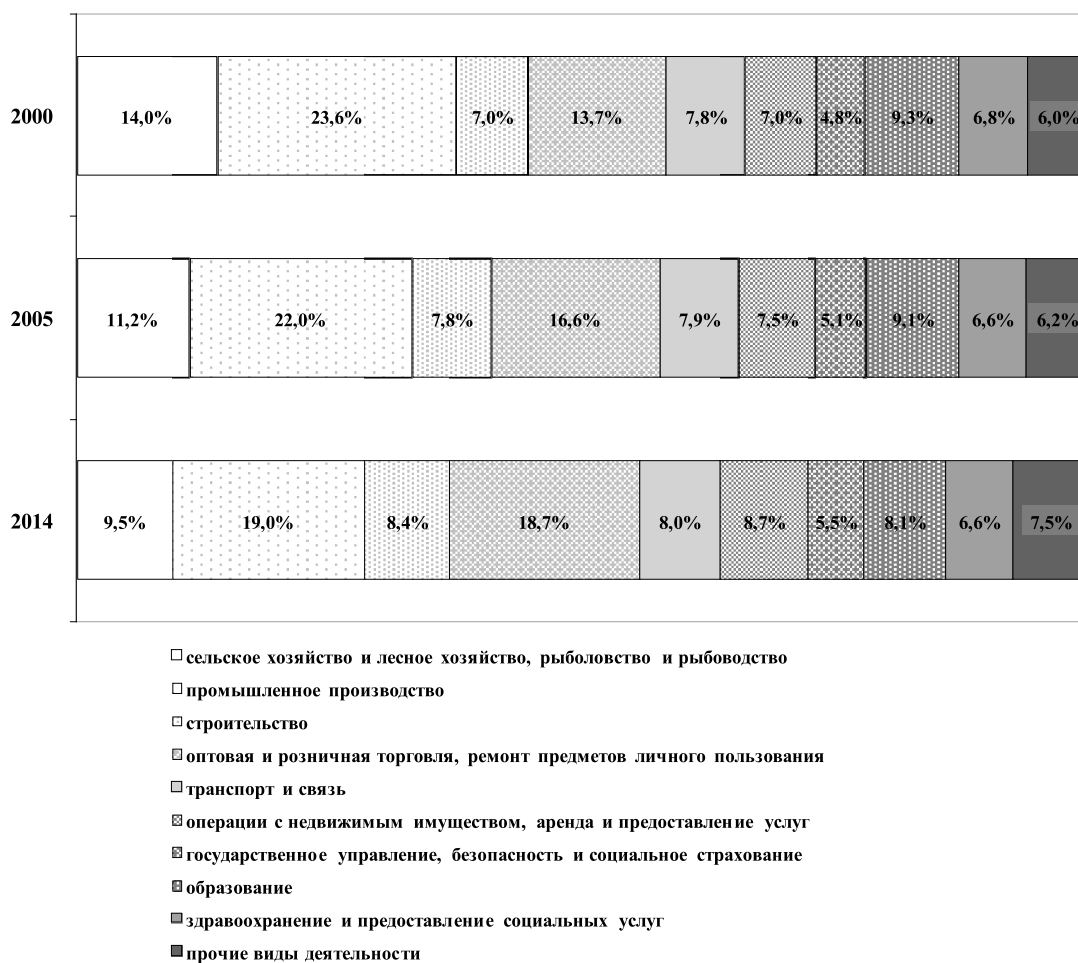 2000
14,0% 23,6% 7,0% 13,7% 7,8% 7,0% 4,8% 9,3% 6,8% 6,0%
2005
11,2% 22,0% 7,8% 16,6% 7,9% 7,5% 5,1% 9,1% 6,6% 6,2%
2014
9,5% 19,0% 8,4% 18,7% 8,0% 8,7% 5,5% 8,1% 6,6% 7,5%
сельское хозяйство и лесное хозяйство, рыболовство и рыбоводство
промышленное производство
строительство
оптовая и розничная торговля, ремонт предметов личного пользования
транспорт и связь
операции с недвижимым имуществом, аренда и предоставление услуг
государственное управление, безопасность и социальное страхование
образование
здравоохранение и предоставление социальных услуг
прочие виды деятельности